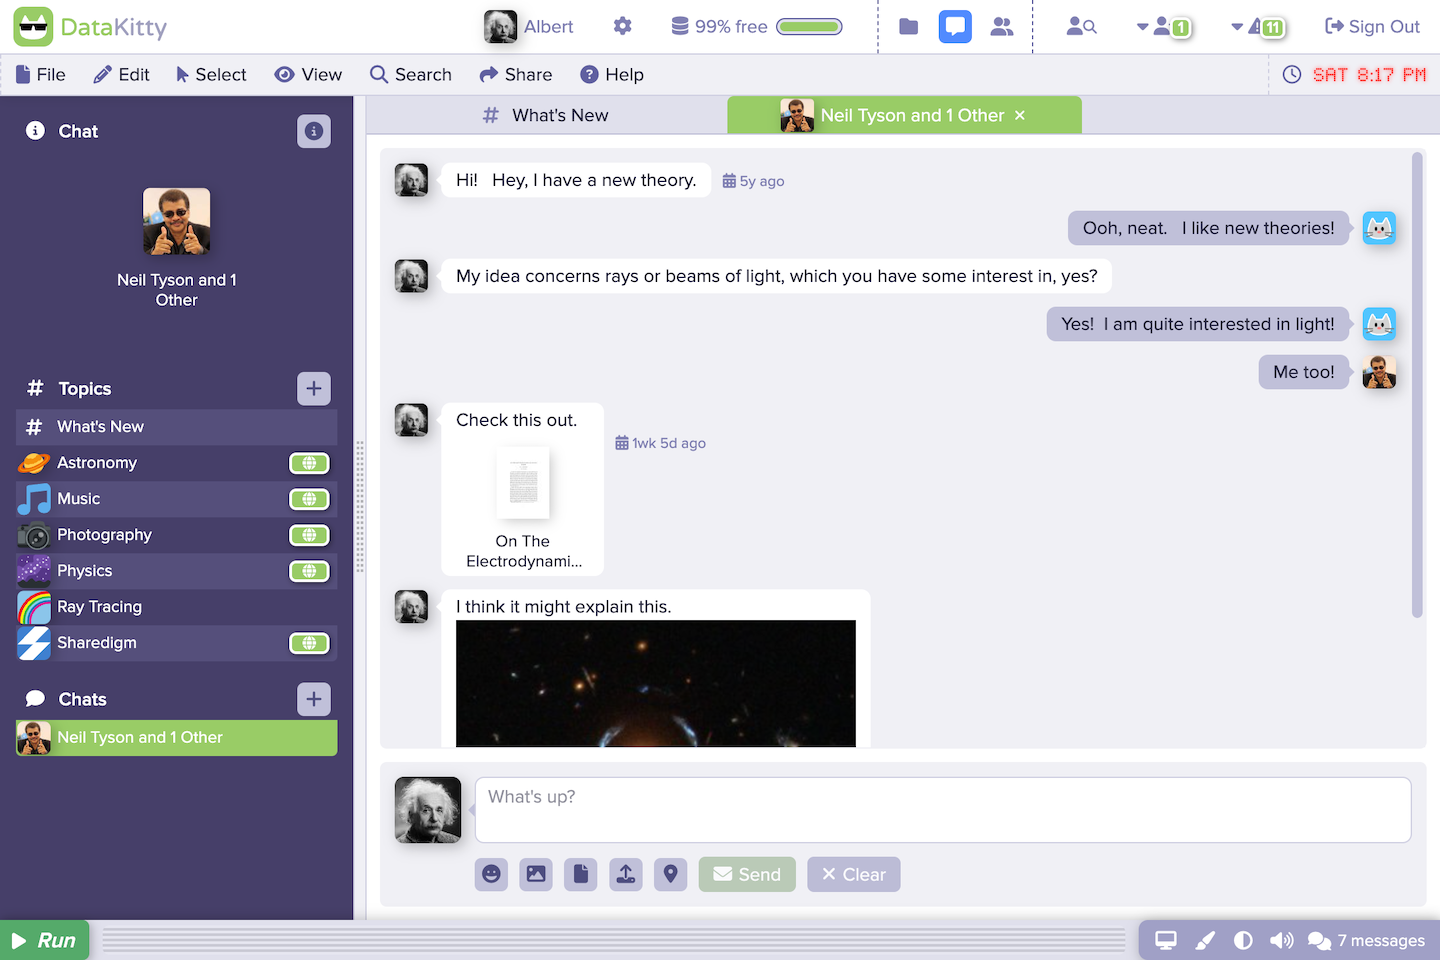 DataKitty
Albert
99% free
1
11
Sign Out
File
Edit
Select
View
Search
Share
Help
SAT 8:17 PM
Chat
Neil Tyson and 1
Other
Topics
What's New
Astronomy
Music
Photography
Physics
Ray Tracing
Sharedigm
Chats
Neil Tyson and 1 Other
What's New
Neil Tyson and 1 Other
Hi! Hey, I have a new theory.
5y ago
Ooh, neat. I like new theories!
My idea concerns rays or beams of light, which you have some interest in, yes?
Yes! I am quite interested in light!
Me too!
Check this out.
1wk 5d ago
On The
Electrodynami...
I think it might explain this.
What's up?
Send
Clear
Run
7 messages